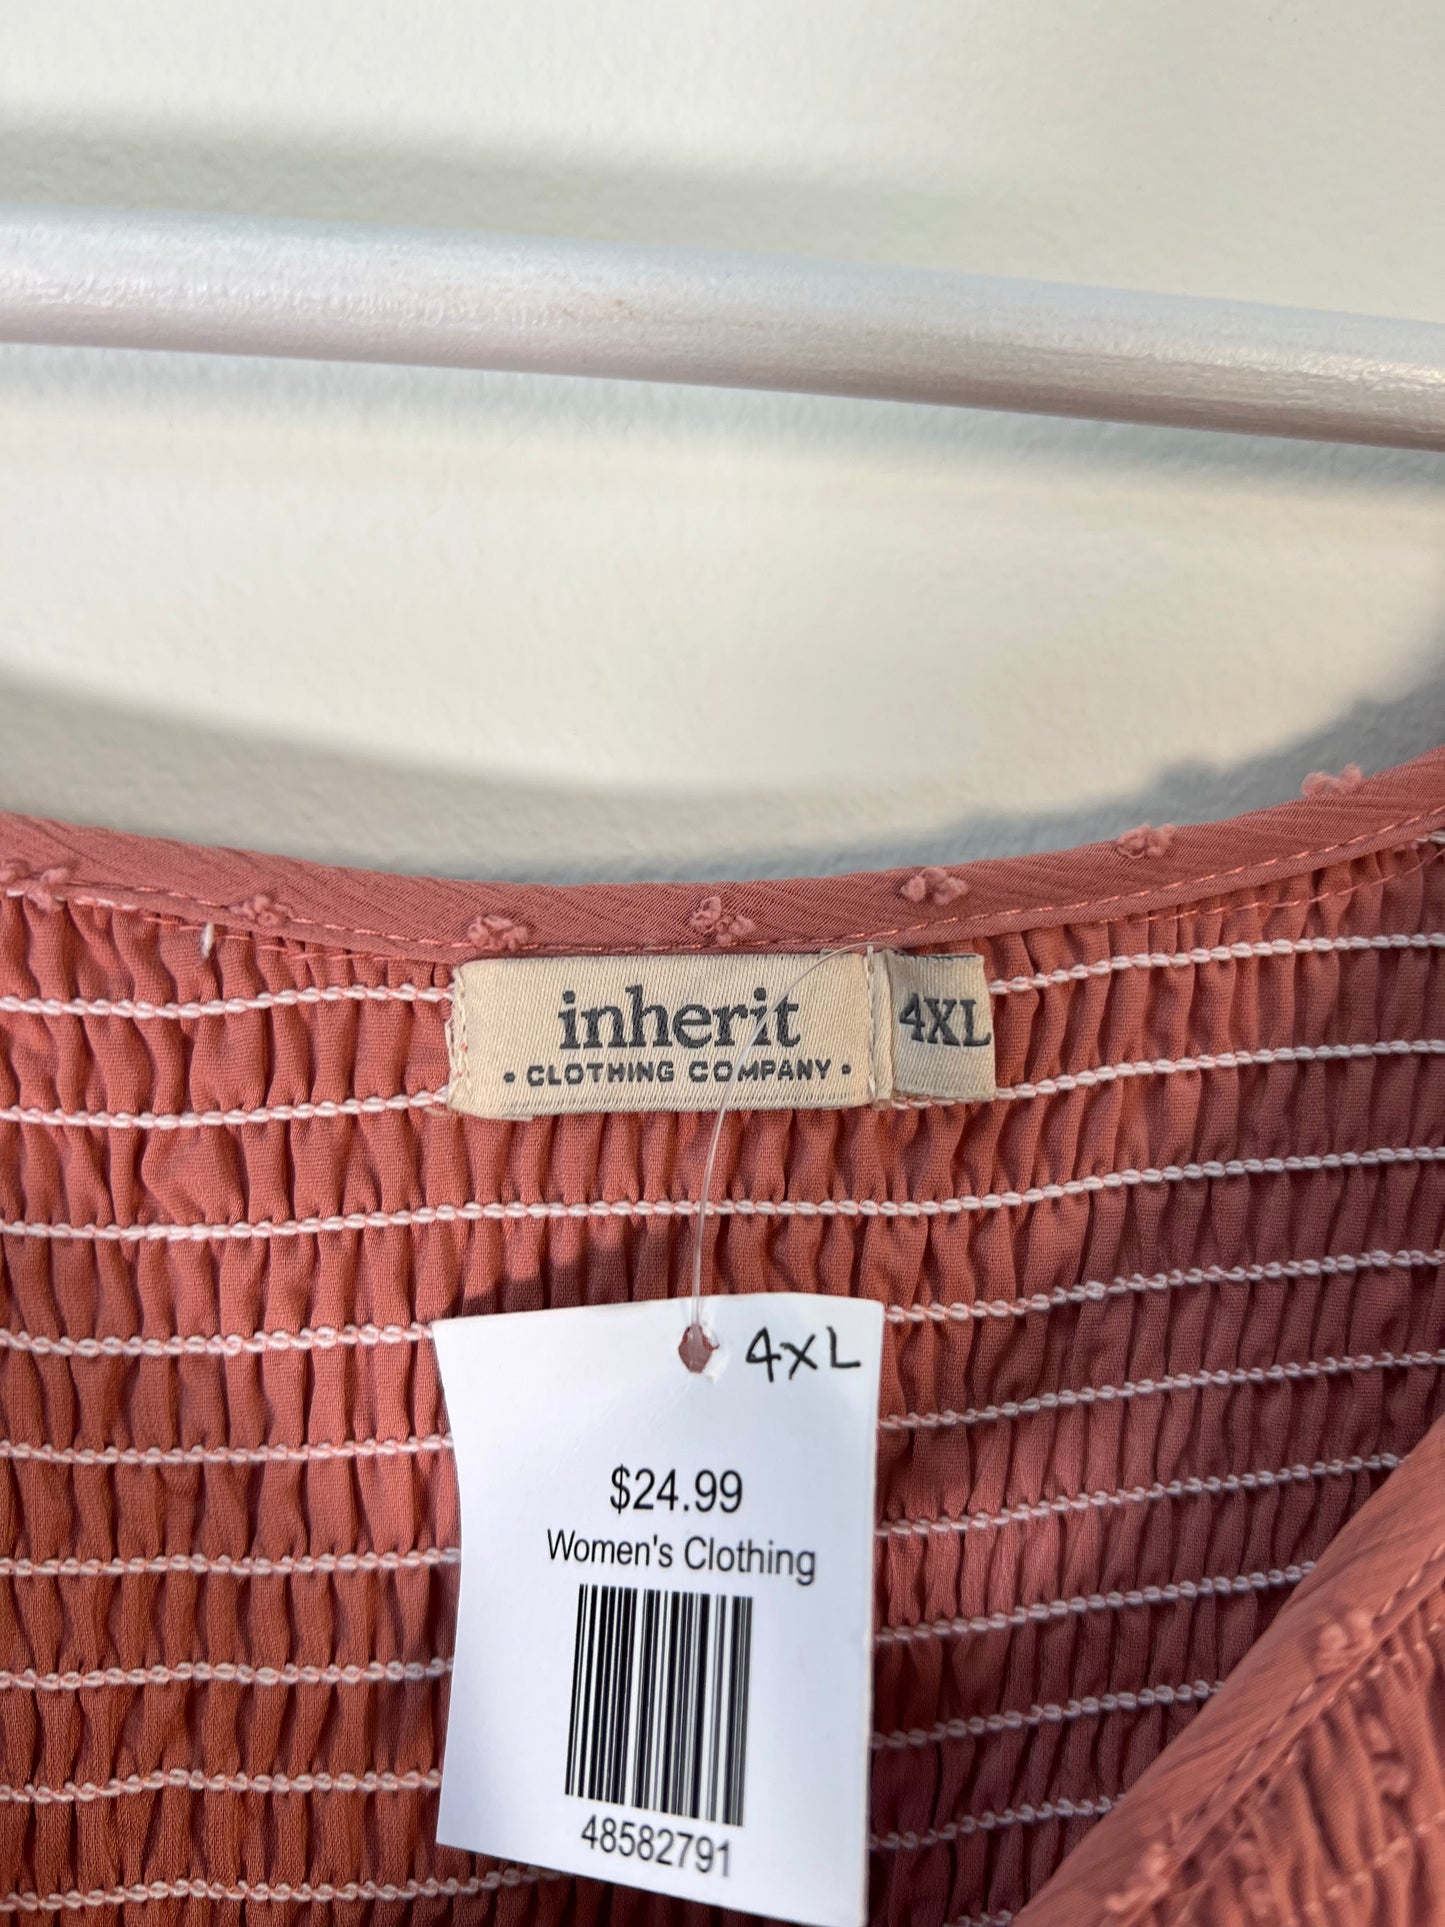 inherit
• CLOTHING COMPANY •
4XL
4XL
$24.99
Women's Clothing
48582791